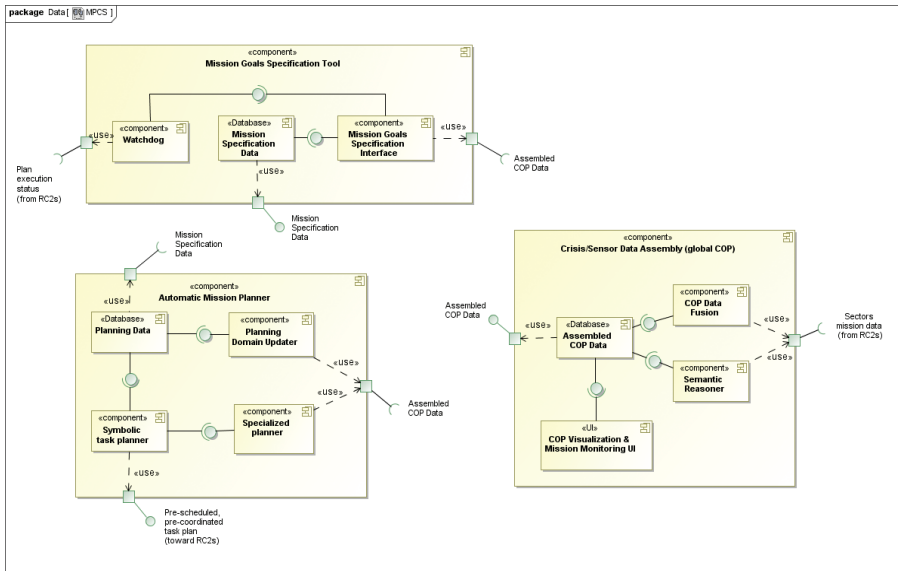 package Data [ MPCS ]
«component»
Mission Goals Specification Tool
«component»
Watchdog
«Database»
Mission
Specification
Data
«component»
Mission Goals
Specification
Interface
«use»
«use»
«use»
Plan
execution
status
(from RC2s)
Assembled
COP Data
Mission
Specification
Data
Mission
Specification
Data
«component»
Automatic Mission Planner
«use»
«Database»
Planning Data
«component»
Planning
Domain Updater
«use»
«use»
«component»
Symbolic
task planner
«component»
Specialized
planner
Assembled
COP Data
«use»
Pre-scheduled,
pre-coordinated
task plan
(toward RC2s)
«component»
Crisis/Sensor Data Assembly (global COP)
Assembled
COP Data
«use»
«Database»
Assembled
COP Data
«component»
COP Data
Fusion
«use»
«use»
Sectors
mission data
(from RC2s)
«component»
Semantic
Reasoner
«UI»
COP Visualization &
Mission Monitoring UI